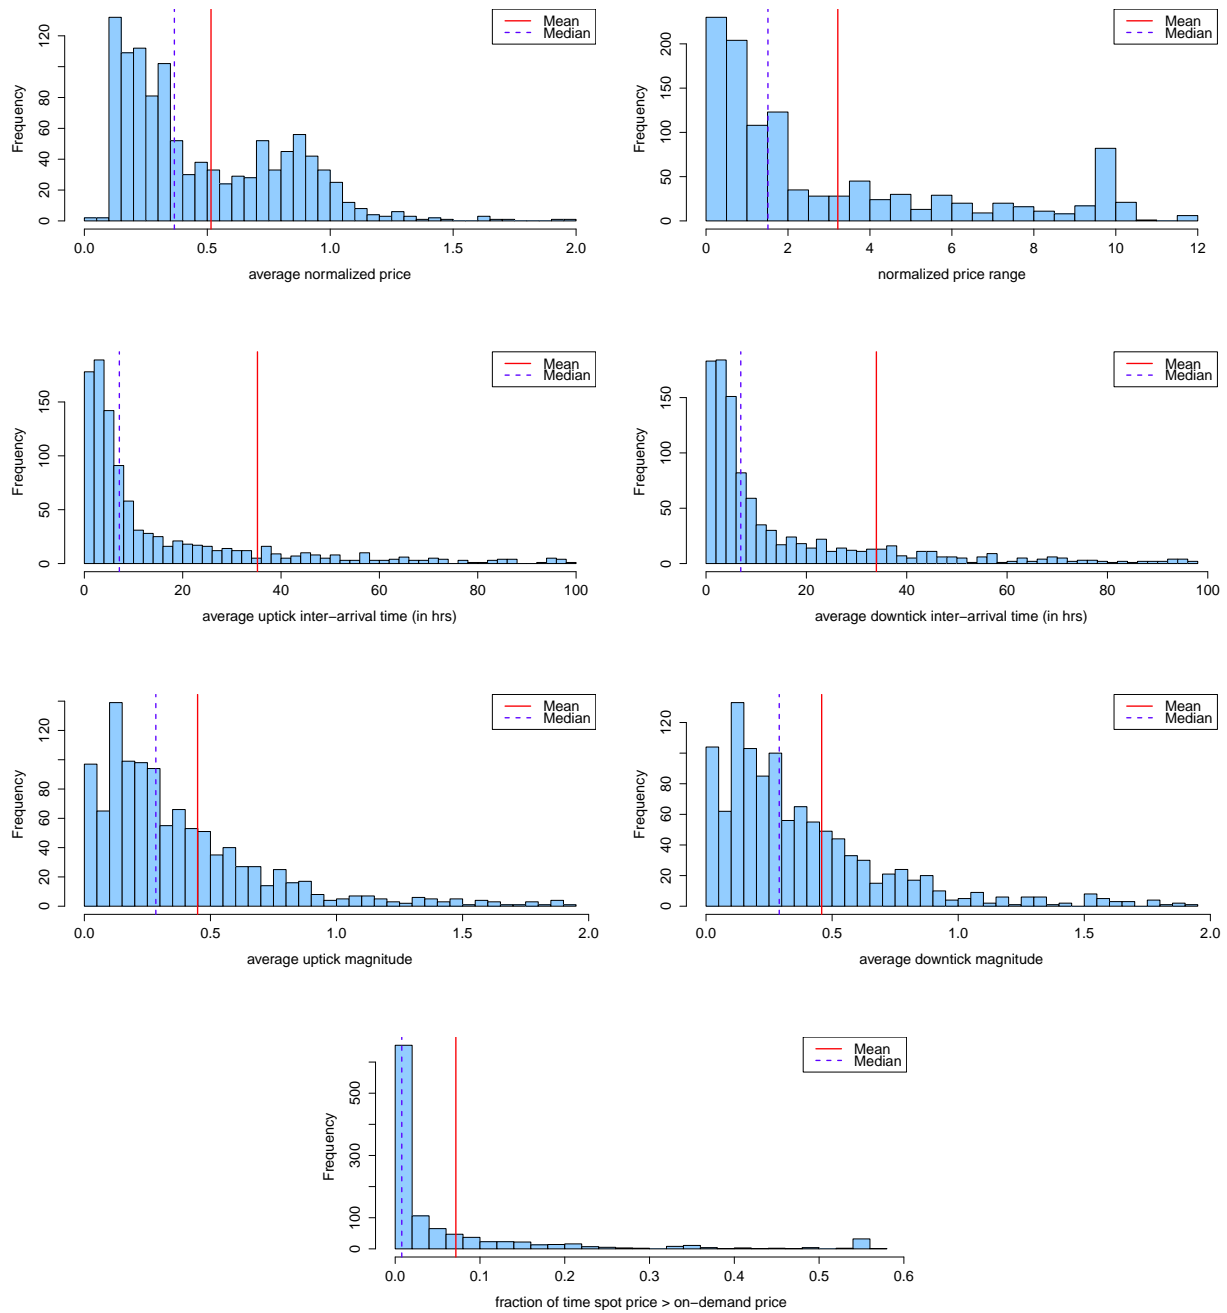 Mean
Median
Frequency
0 20 40 60 80 120
0.0 0.5 1.0 1.5 2.0
average normalized price
Mean
Median
Frequency
0 50 100 150 200
0 2 4 6 8 10 12
normalized price range
Mean
Median
Frequency
0 50 100 150
0 20 40 60 80 100
average uptick inter−arrival time (in hrs)
Mean
Median
Frequency
0 50 100 150
0 20 40 60 80 100
average downtick inter−arrival time (in hrs)
Mean
Median
Frequency
0 20 40 60 80 120
0.0 0.5 1.0 1.5 2.0
average uptick magnitude
Mean
Median
Frequency
0 20 40 60 80 120
0.0 0.5 1.0 1.5 2.0
average downtick magnitude
Mean
Median
Frequency
0 100 300 500
0.0 0.1 0.2 0.3 0.4 0.5 0.6
fraction of time spot price > on−demand price